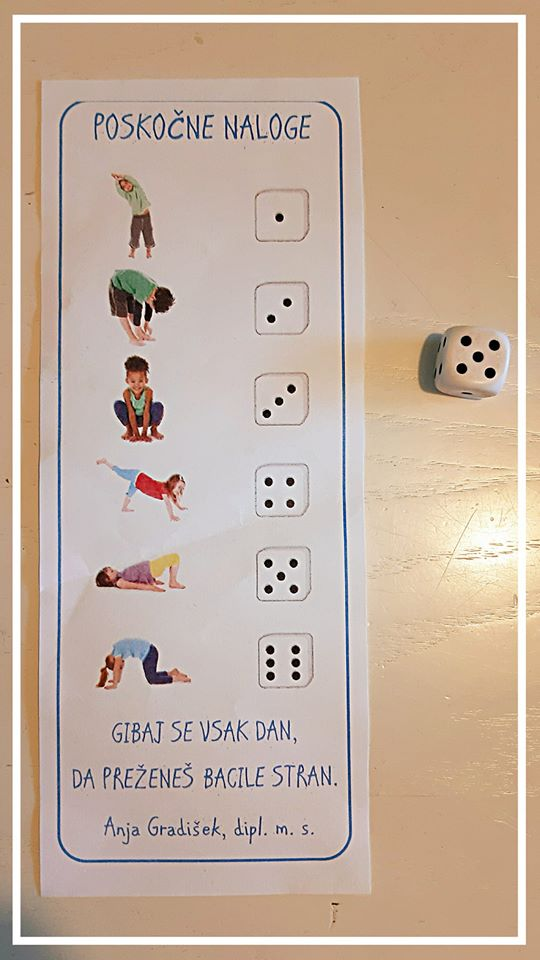 POSKOČNE NALOGE
GIBAJ SE VSAK DAN,
DA PREŽENEŠ BACILE STRAN.
Anja Gradišek, dipl. m. s.